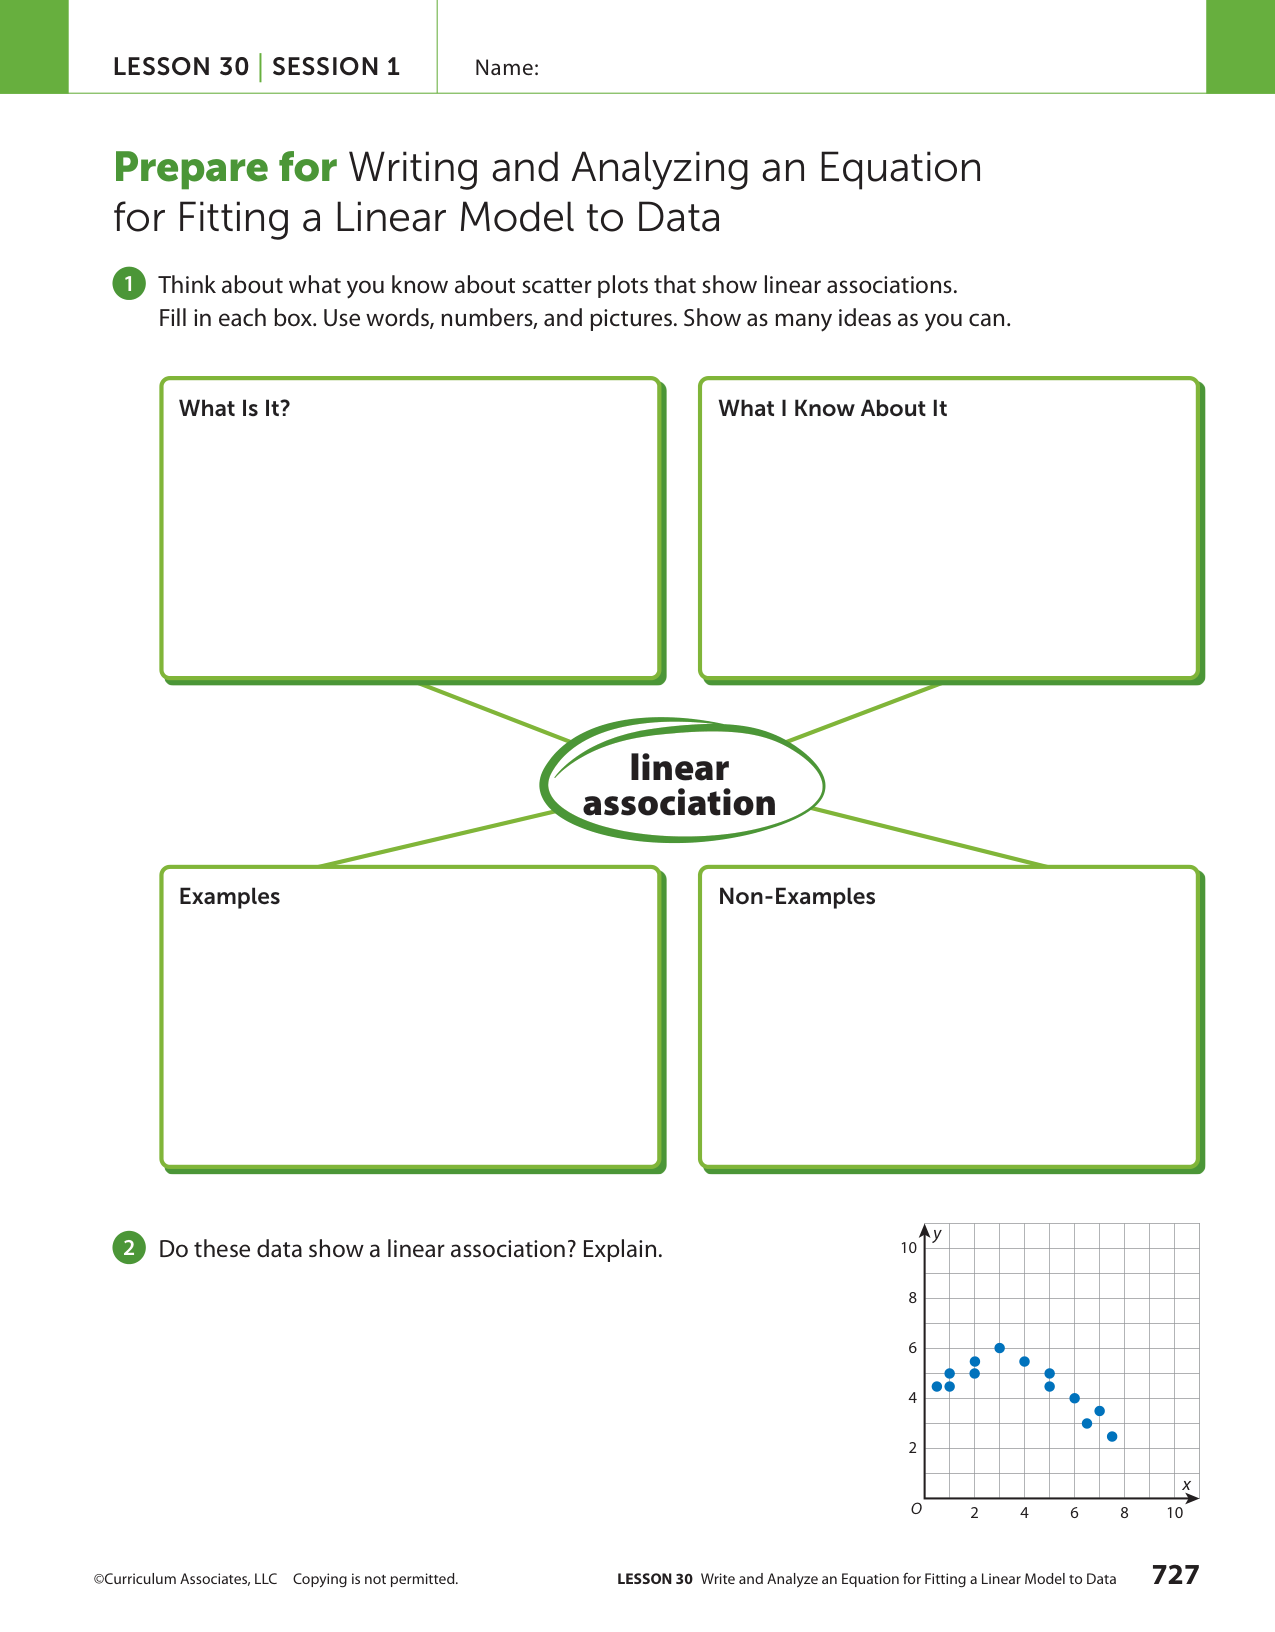 LESSON 30 | SESSION 1 Name:
Prepare for Writing and Analyzing an Equation
for Fitting a Linear Model to Data
1 Think about what you know about scatter plots that show linear associations.
Fill in each box. Use words, numbers, and pictures. Show as many ideas as you can.
What Is It?
What I Know About It
linear
association
Examples
Non-Examples
2 Do these data show a linear association? Explain.
y
10
8
6
4
2
x
O 2 4 6 8 10
©Curriculum Associates, LLC Copying is not permitted.
LESSON 30 Write and Analyze an Equation for Fitting a Linear Model to Data 727